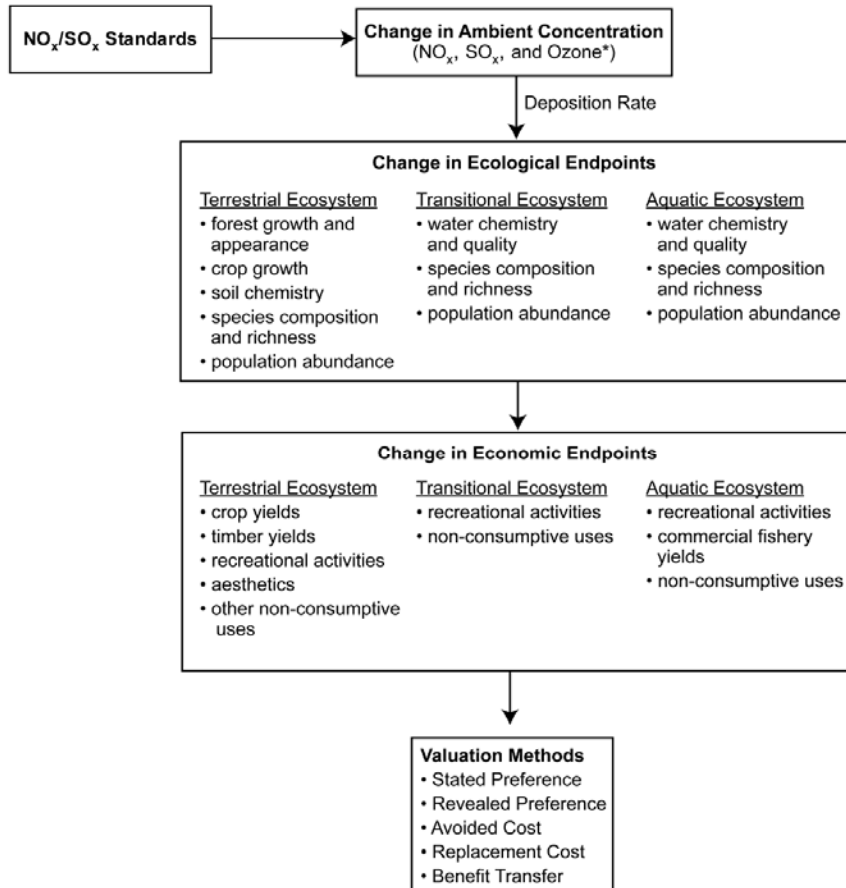 NOx/SOx Standards
Change in Ambient Concentration
(NOx, SOx, and Ozone*)
Deposition Rate
Change in Ecological Endpoints
Terrestrial Ecosystem
• forest growth and
appearance
• crop growth
• soil chemistry
• species composition
and richness
• population abundance
Transitional Ecosystem
• water chemistry
and quality
• species composition
and richness
• population abundance
Aquatic Ecosystem
• water chemistry
and quality
• species composition
and richness
• population abundance
Change in Economic Endpoints
Terrestrial Ecosystem
• crop yields
• timber yields
• recreational activities
• aesthetics
• other non-consumptive
uses
Transitional Ecosystem
• recreational activities
• non-consumptive uses
Aquatic Ecosystem
• recreational activities
• commercial fishery
yields
• non-consumptive uses
Valuation Methods
• Stated Preference
• Revealed Preference
• Avoided Cost
• Replacement Cost
• Benefit Transfer